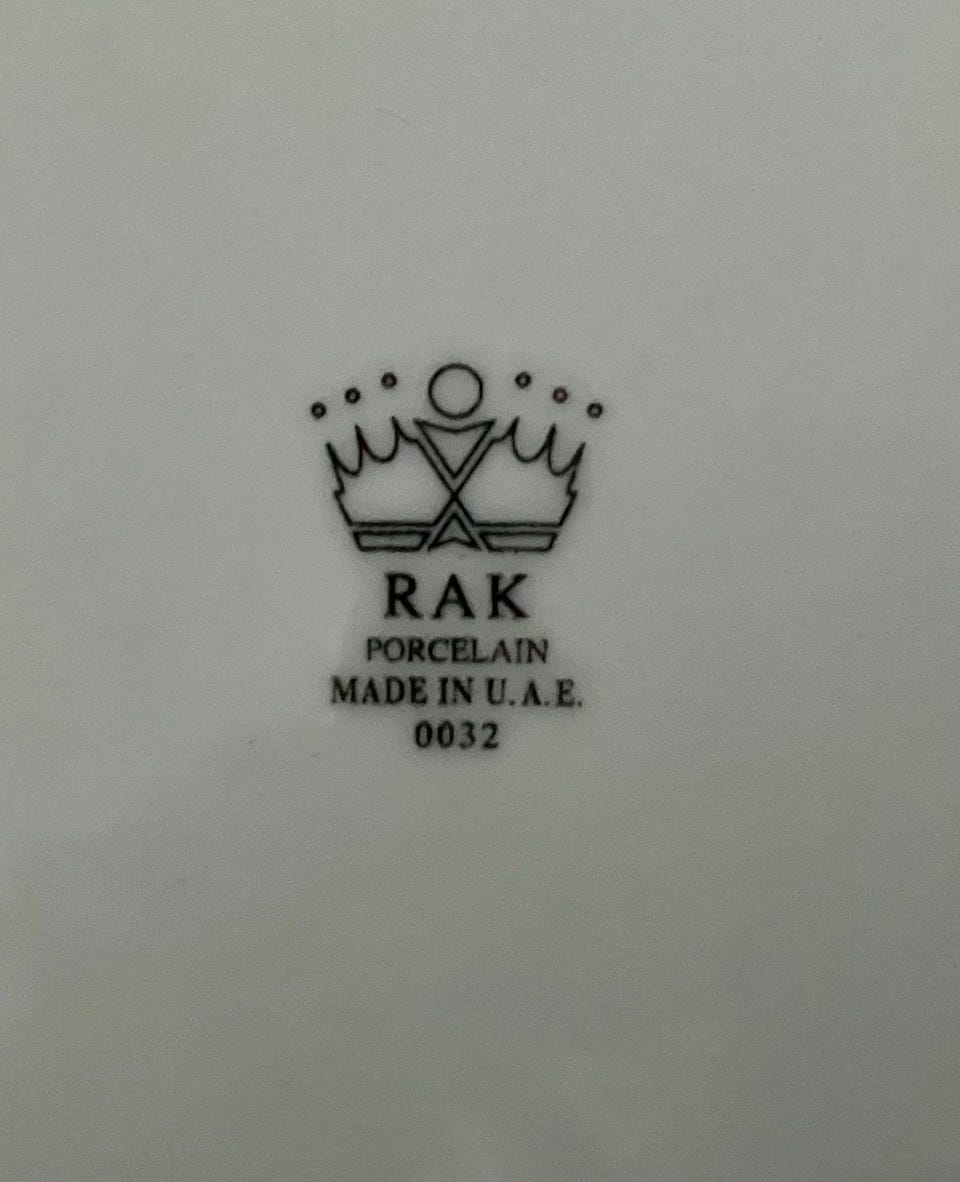 RAK
PORCELAIN
MADE IN U.A.E.
0032